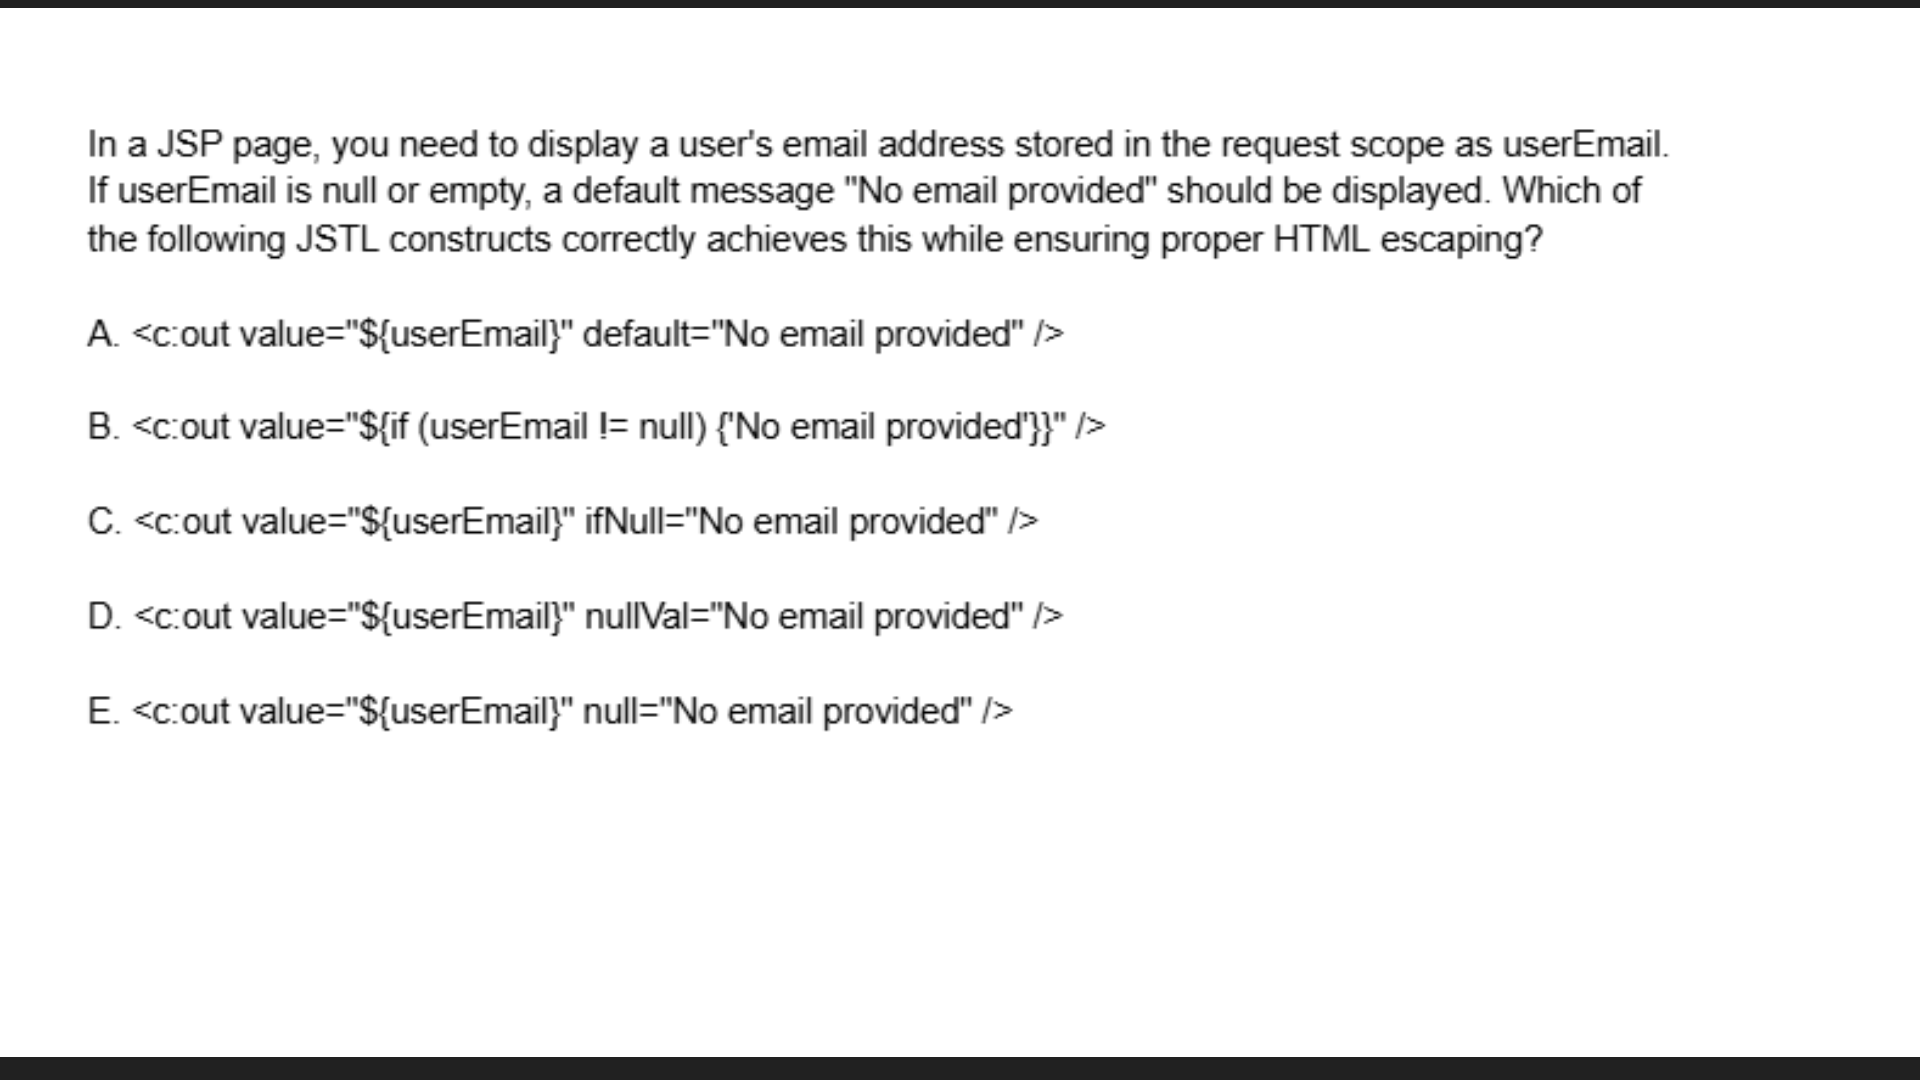 In a JSP page, you need to display a user's email address stored in the request scope as userEmail.
If userEmail is null or empty, a default message "No email provided" should be displayed. Which of
the following JSTL constructs correctly achieves this while ensuring proper HTML escaping?
A. <c:out value="${userEmail}" default="No email provided" />
B. <c:out value="${if (userEmail != null) {'No email provided'}}" />
C. <c:out value="${userEmail}" ifNull="No email provided" />
D. <c:out value="${userEmail}" nullVal="No email provided" />
E. <c:out value="${userEmail}" null="No email provided" />